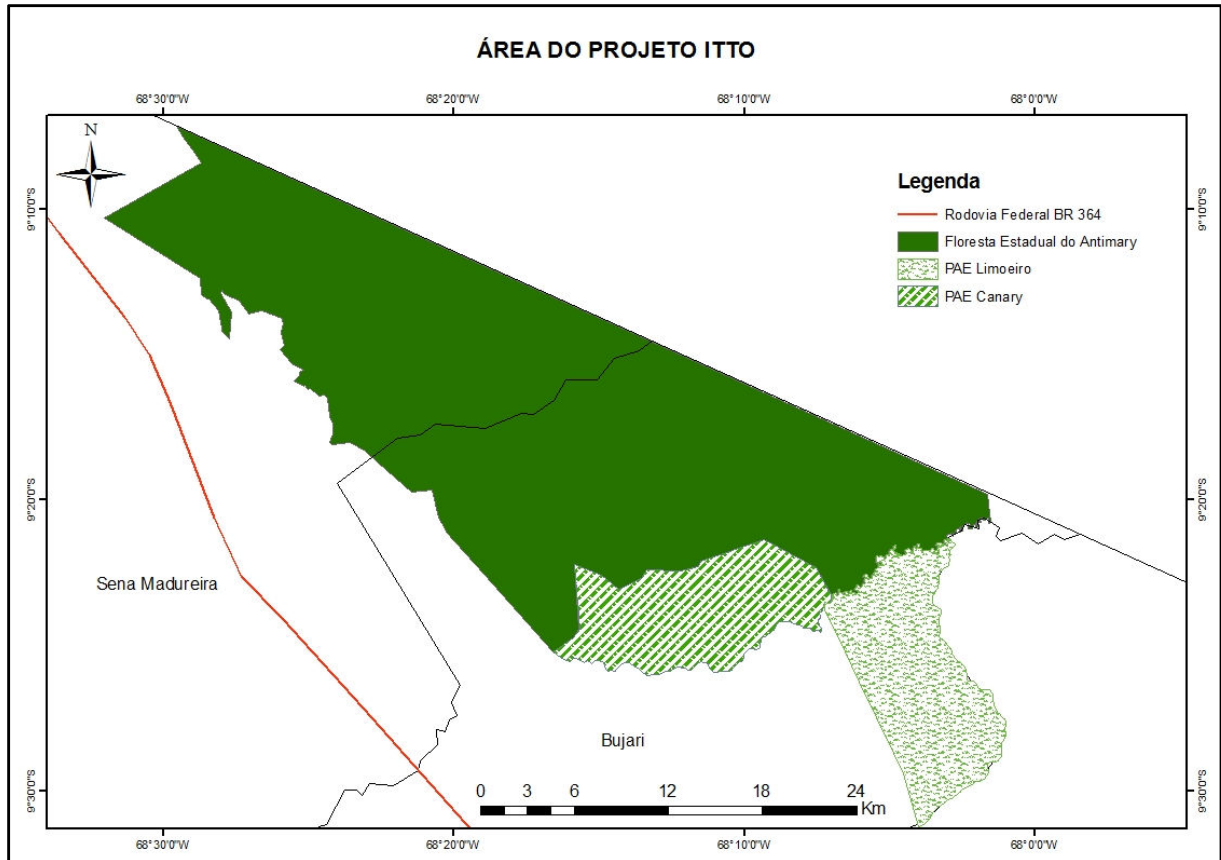 ÁREA DO PROJETO ITTO
68°30'0"W 68°20'0"W 68°10'0"W 68°0'0"W
N
Legenda
Rodovia Federal BR 364
Floresta Estadual do Antimary
PAE Limoeiro
PAE Canary
9°10'0"S 9°10'0"S
9°20'0"S 9°20'0"S
Sena Madureira
Bujari
0 3 6 12 18 24
Km
9°30'0"S 9°30'0"S
68°30'0"W 68°20'0"W 68°10'0"W 68°0'0"W